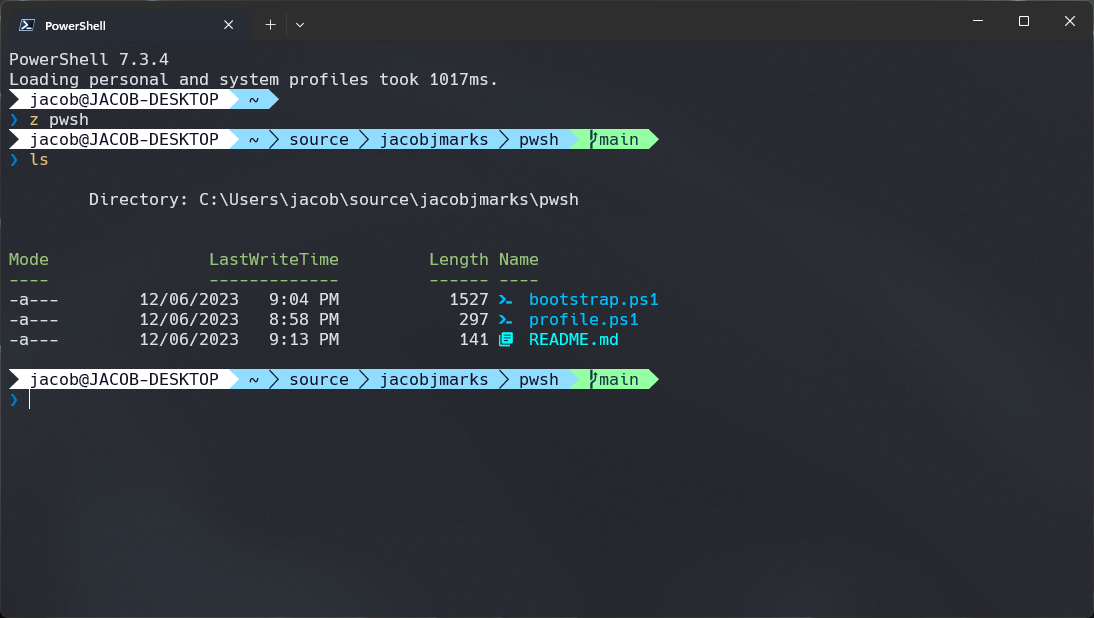 PowerShell
PowerShell 7.3.4
Loading personal and system profiles took 1017ms.
jacob@JACOB-DESKTOP ~
❯ z pwsh
jacob@JACOB-DESKTOP ~ source jacobjmarks pwsh main
❯ ls
Directory: C:\Users\jacob\source\jacobjmarks\pwsh
Mode LastWriteTime Length Name
---- ------------- ------ ----
-a--- 12/06/2023 9:04 PM 1527 bootstrap.ps1
-a--- 12/06/2023 8:58 PM 297 profile.ps1
-a--- 12/06/2023 9:13 PM 141 README.md
jacob@JACOB-DESKTOP ~ source jacobjmarks pwsh main
❯